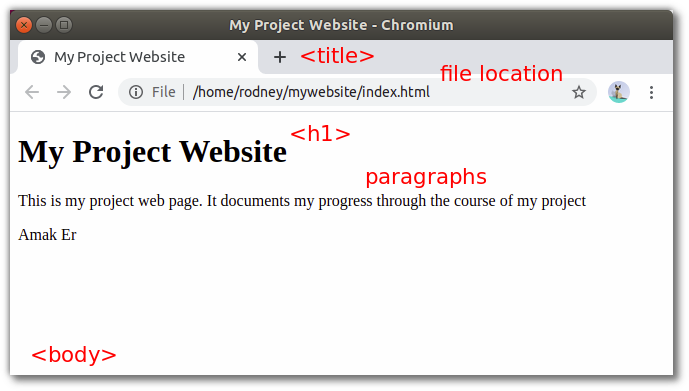 My Project Website - Chromium
My Project Website
<title>
file location
File | /home/rodney/mywebsite/index.html
<h1>
My Project Website
paragraphs
This is my project web page. It documents my progress through the course of my project
Amak Er
<body>